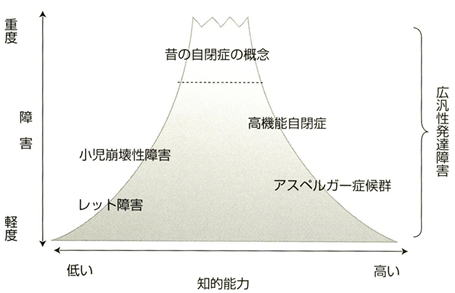 重度
障害
軽度
昔の自閉症の概念
高機能自閉症
小児崩壊性障害
アスペルガー症候群
レット障害
広汎性発達障害
低い
知的能力
高い